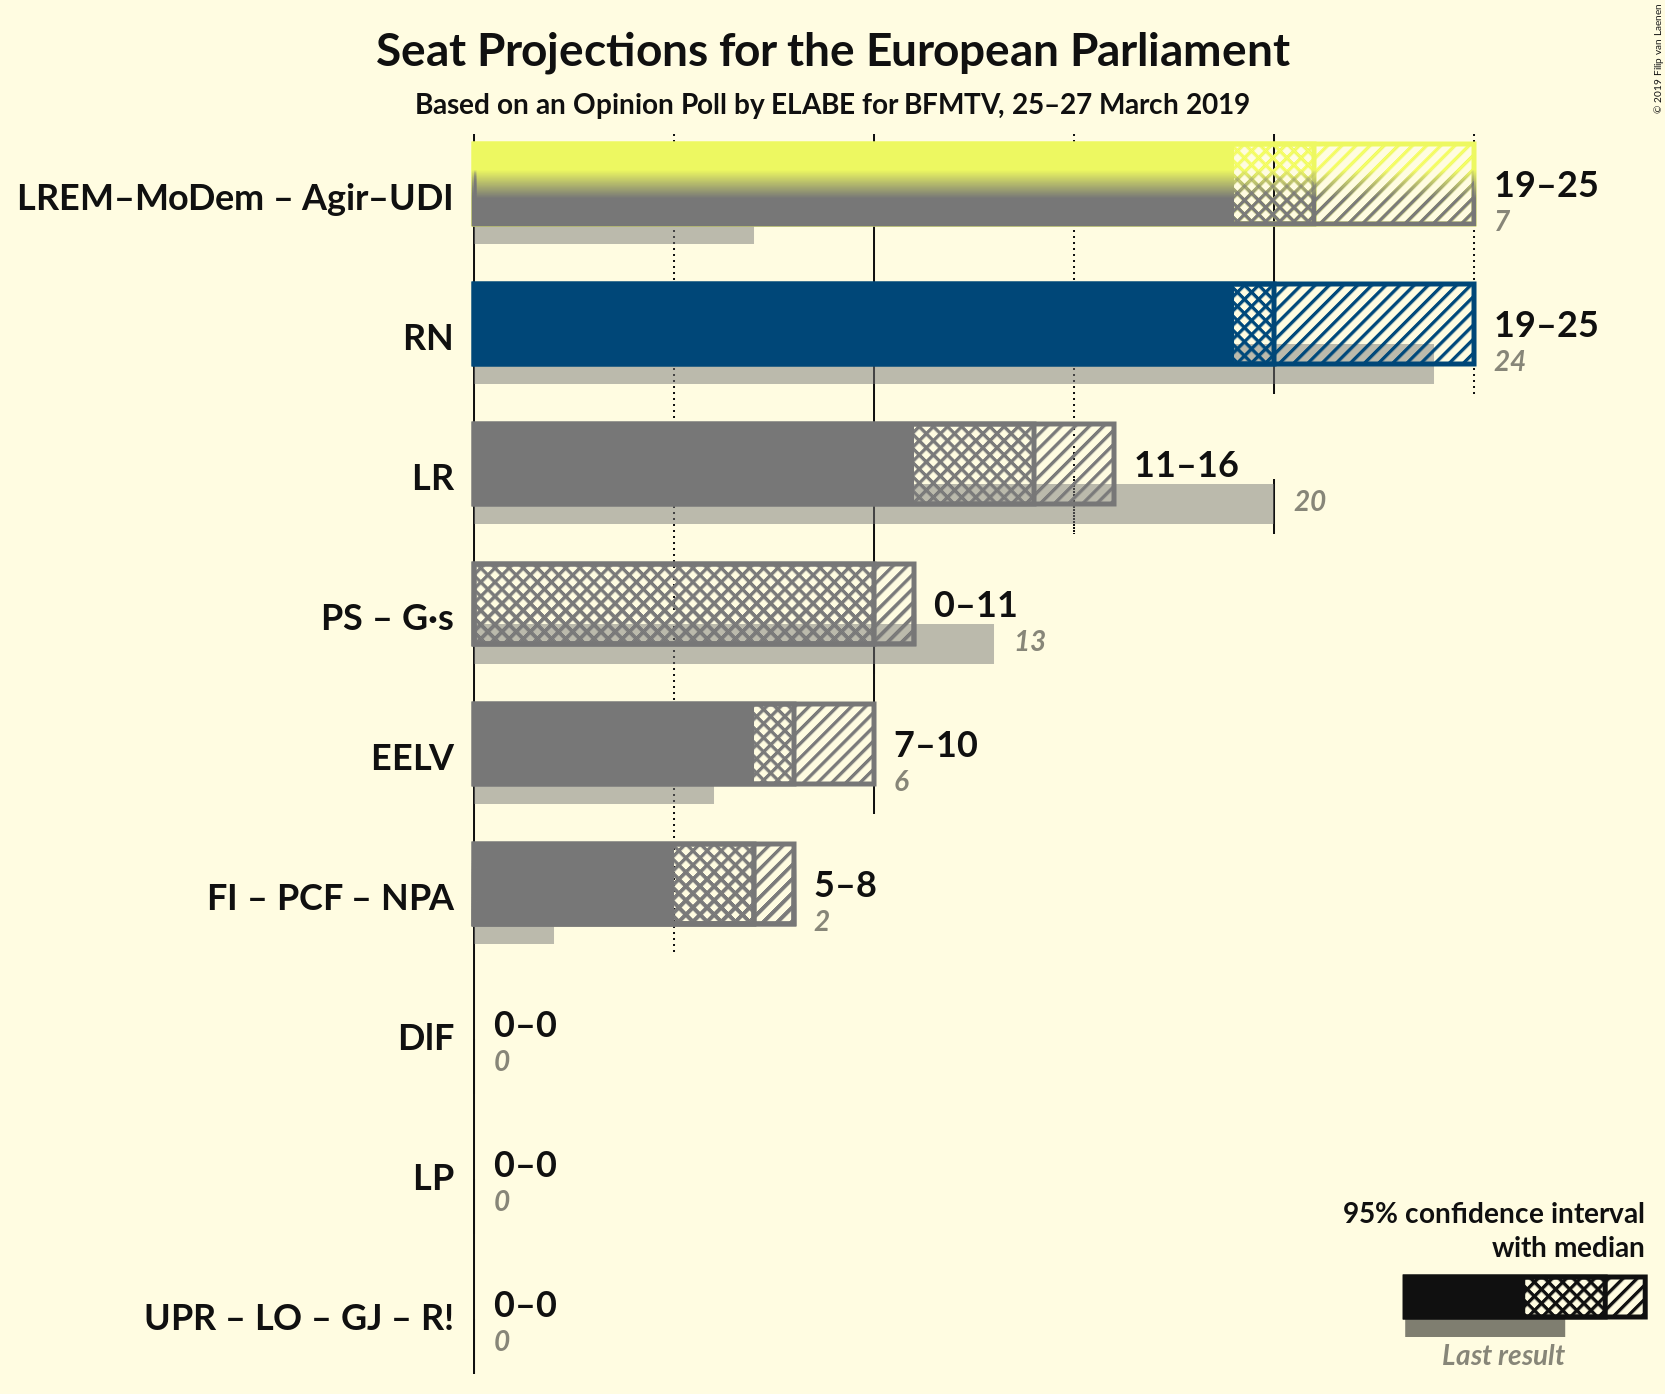 Seat Projections for the European Parliament
Based on an Opinion Poll by ELABE for BFMTV, 25–27 March 2019
© 2019 Filip van Laenen
LREM–MoDem – Agir–UDI
19–25
7
RN
19–25
24
LR
11–16
20
PS – G·s
0–11
13
EELV
7–10
6
FI – PCF – NPA
5–8
2
DlF
0–0
0
LP
0–0
0
UPR – LO – GJ – R!
0–0
0
95% confidence interval
with median
Last result